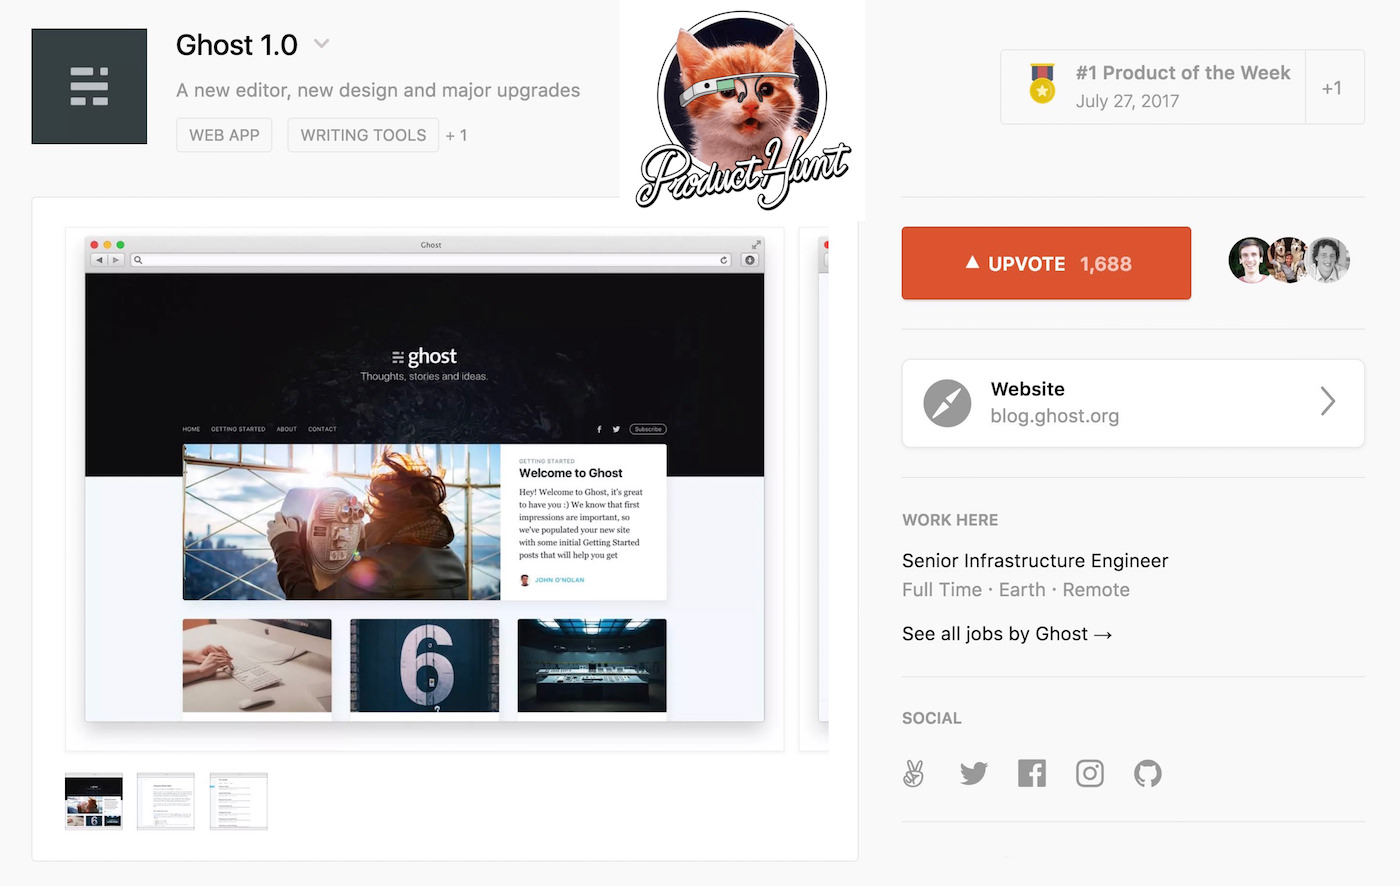 Ghost 1.0
A new editor, new design and major upgrades
WEB APP
WRITING TOOLS
+ 1
Product Hunt
#1 Product of the Week
July 27, 2017
+1
Ghost
ghost
Thoughts, stories and ideas.
HOME
GETTING STARTED
ABOUT
CONTACT
Subscribe
GETTING STARTED
Welcome to Ghost
Hey! Welcome to Ghost, it's great
to have you :) We know that first
impressions are important, so
we've populated your new site
with some initial Getting Started
posts that will help you get
JOHN O'NOLAN
6
UPVOTE 1,688
Website
blog.ghost.org
WORK HERE
Senior Infrastructure Engineer
Full Time · Earth · Remote
See all jobs by Ghost →
SOCIAL